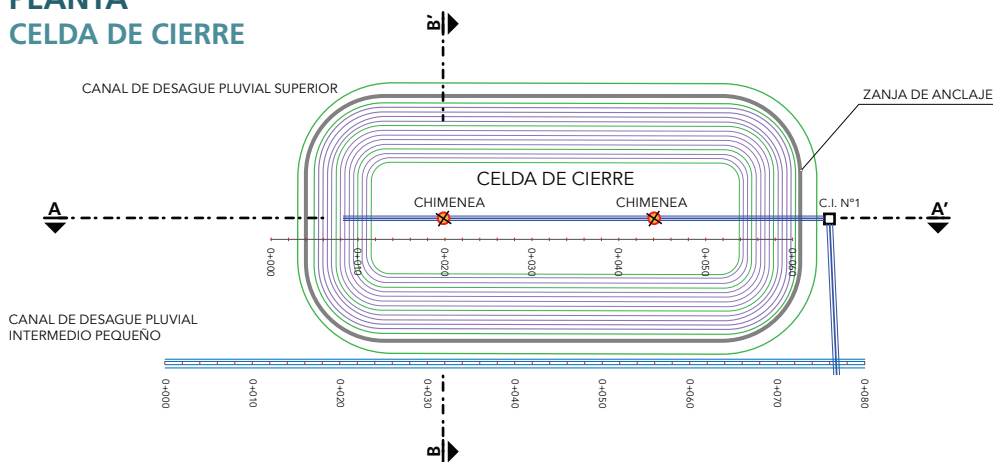 PLANTA
CELDA DE CIERRE
B'
CANAL DE DESAGUE PLUVIAL SUPERIOR
ZANJA DE ANCLAJE
CELDA DE CIERRE
CHIMENEA
CHIMENEA
C.I. N°1
A
A'
0+000
0+010
0+020
0+030
0+040
0+050
0+060
CANAL DE DESAGUE PLUVIAL
INTERMEDIO PEQUEÑO
0+000
0+010
0+020
0+030
0+040
0+050
0+060
0+070
0+080
B